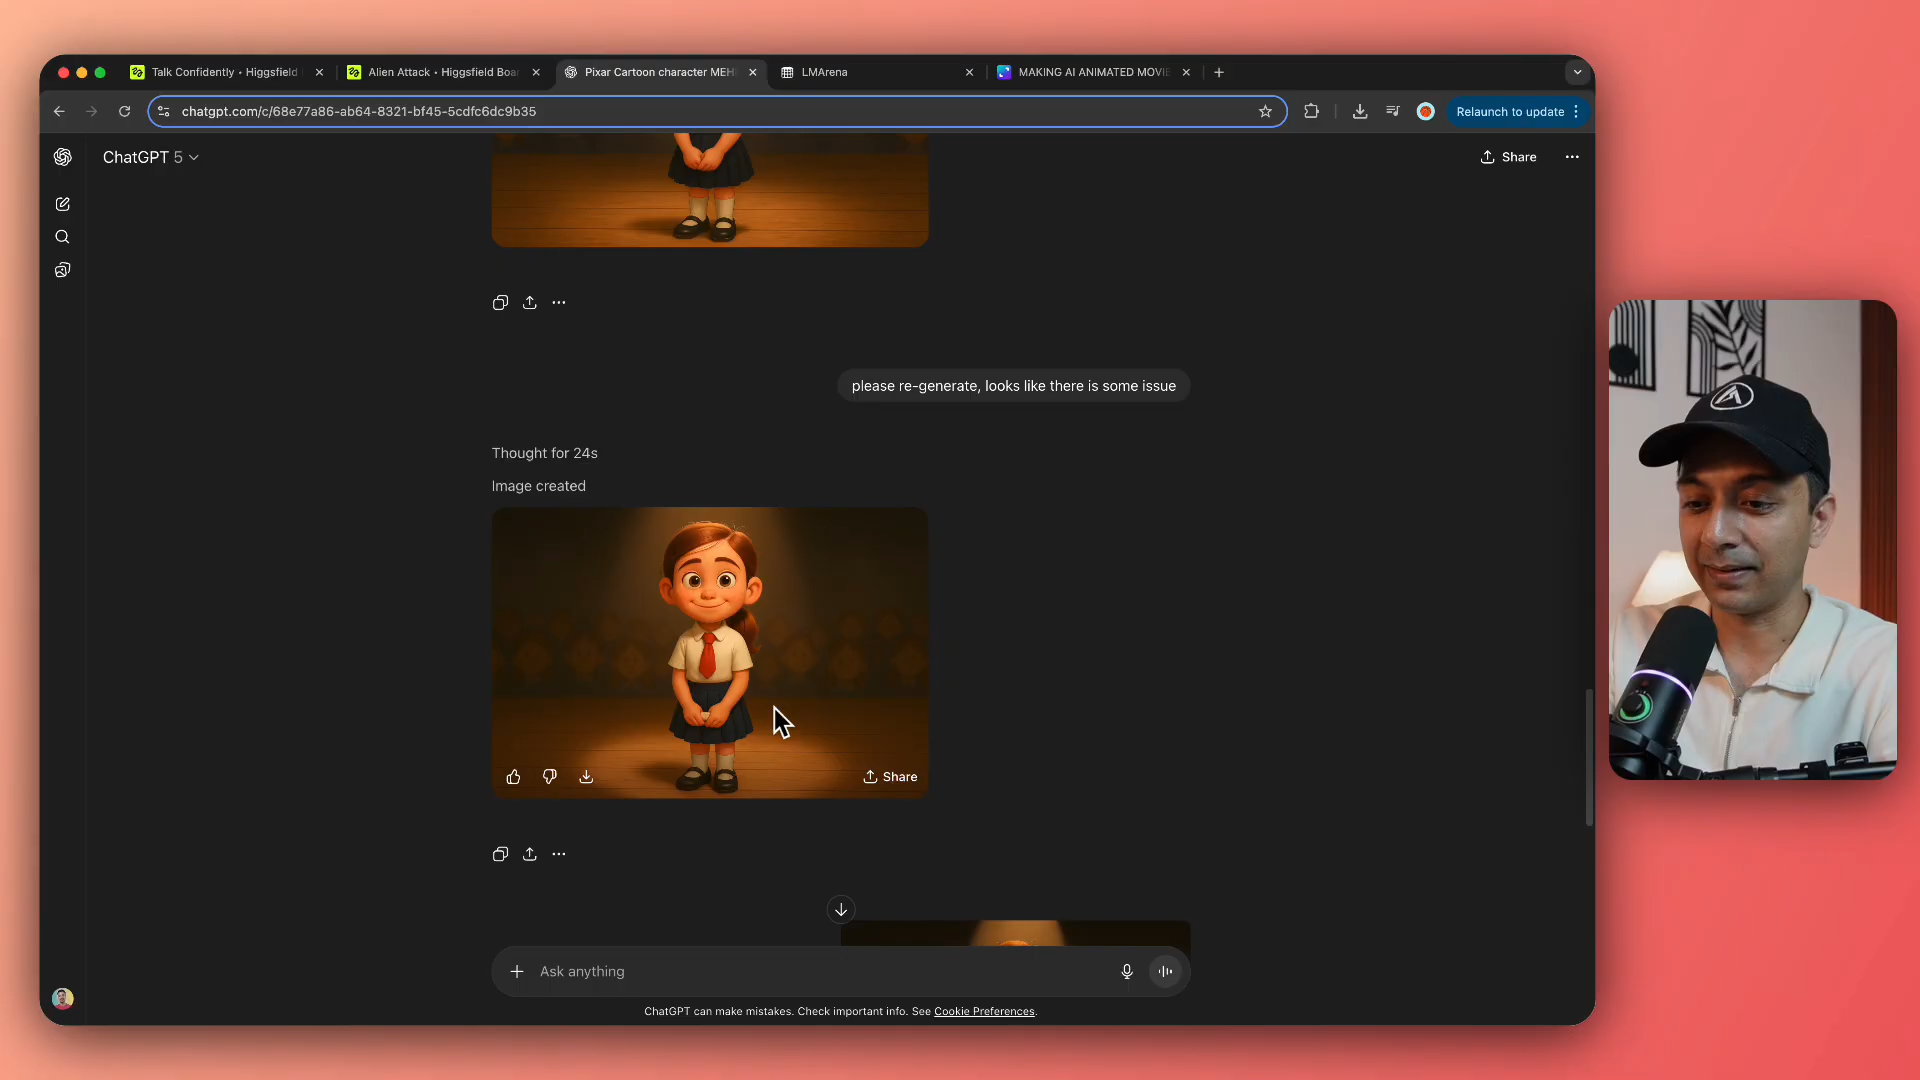 Talk Confidently • Higgsfield
Alien Attack • Higgsfield Boar
Pixar Cartoon character MEH
LMArena
MAKING AI ANIMATED MOVIE
chatgpt.com/c/68e77a86-ab64-8321-bf45-5cdfc6dc9b35
Relaunch to update
ChatGPT 5
Share
please re-generate, looks like there is some issue
Thought for 24s
Image created
Share
Ask anything
ChatGPT can make mistakes. Check important info. See Cookie Preferences.